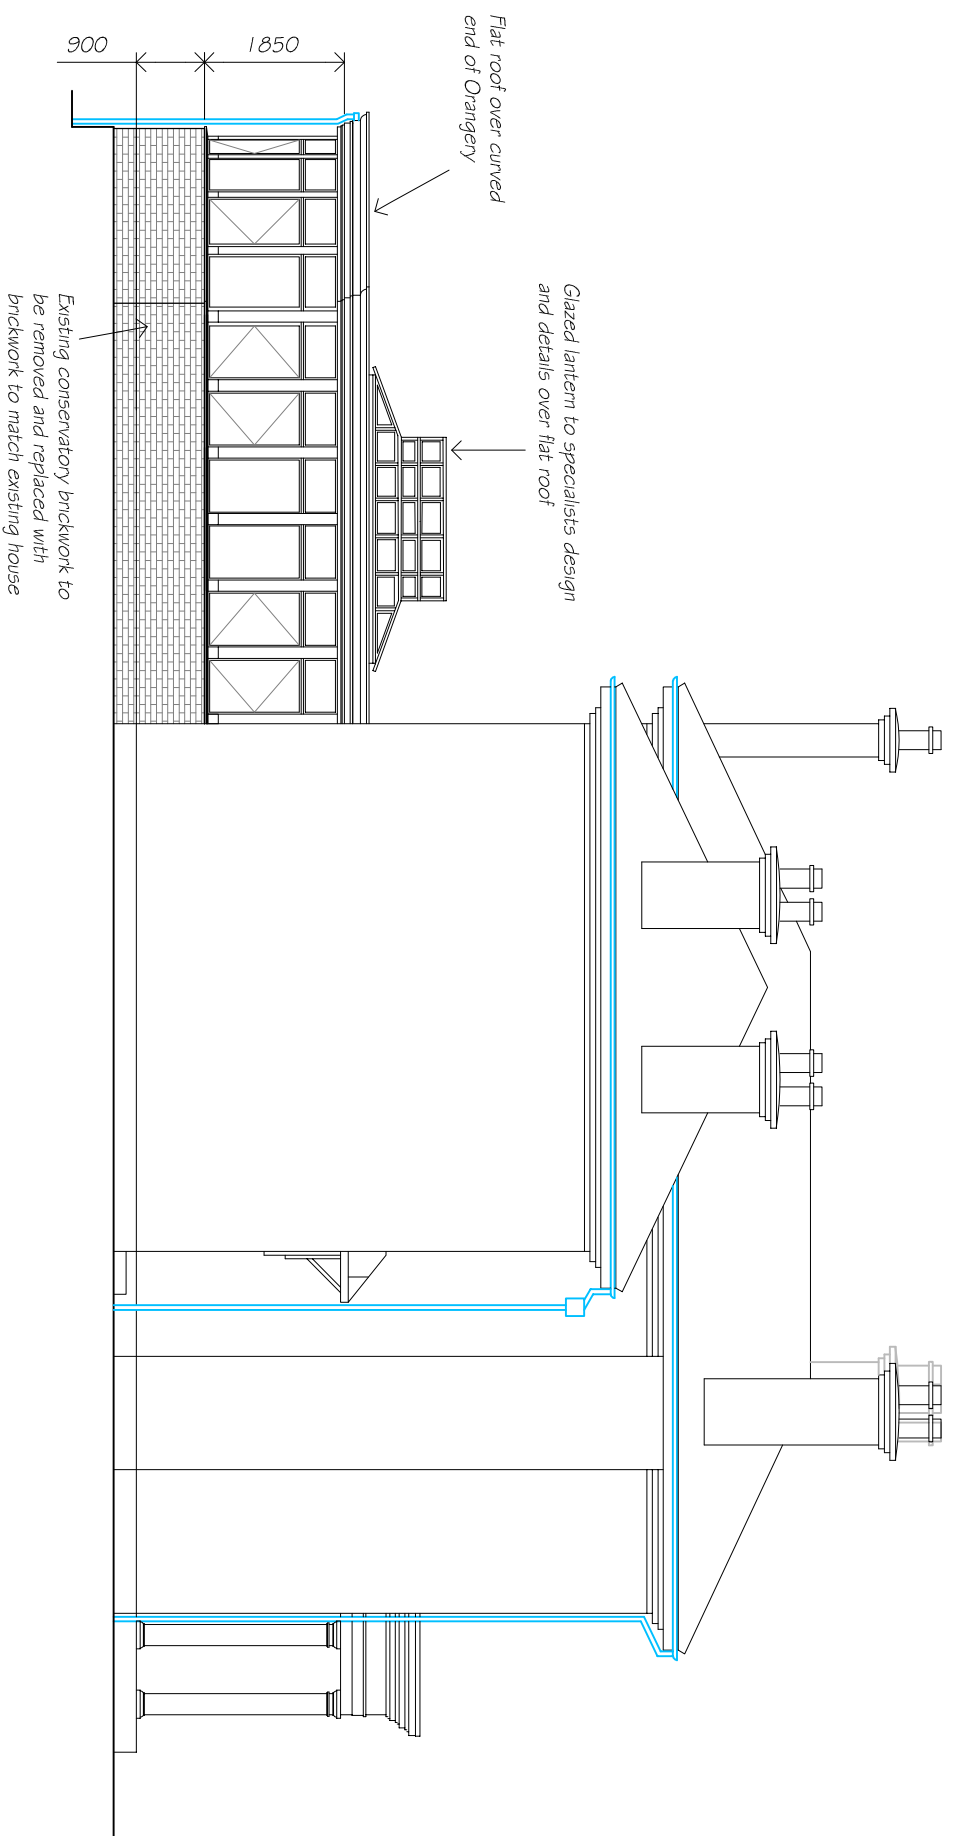 900
1850
Flat roof over curved
end of Orangery
Glazed lantern to specialists design
and details over flat roof
Existing conservatory brickwork to
be removed and replaced with
brickwork to match existing house